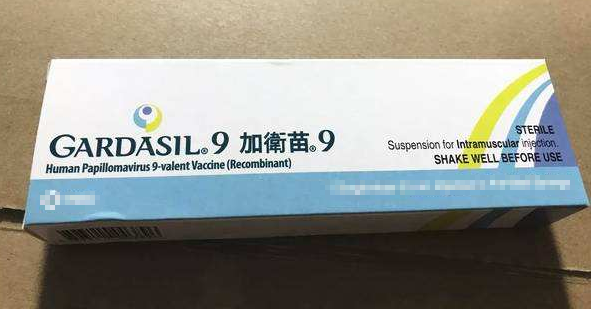 GARDASIL®9 加衛苗®9
Human Papillomavirus 9-valent Vaccine (Recombinant)
STERILE
Suspension for Intramuscular injection.
SHAKE WELL BEFORE USE